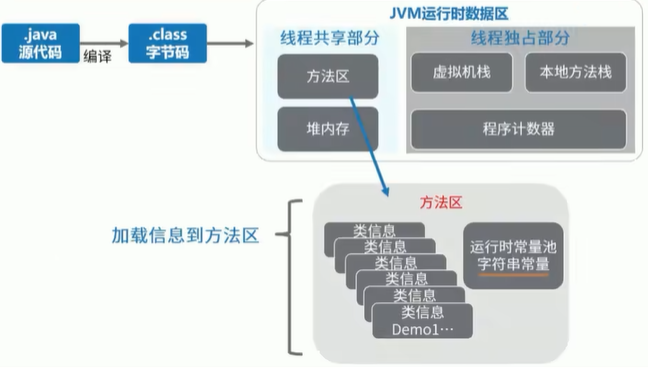 JVM运行时数据区
.java
源代码
编译
.class
字节码
线程共享部分
线程独占部分
方法区
虚拟机栈
本地方法栈
堆内存
程序计数器
加载信息到方法区
方法区
类信息
类信息
类信息
类信息
类信息
类信息
Demo1...
运行时常量池
字符串常量